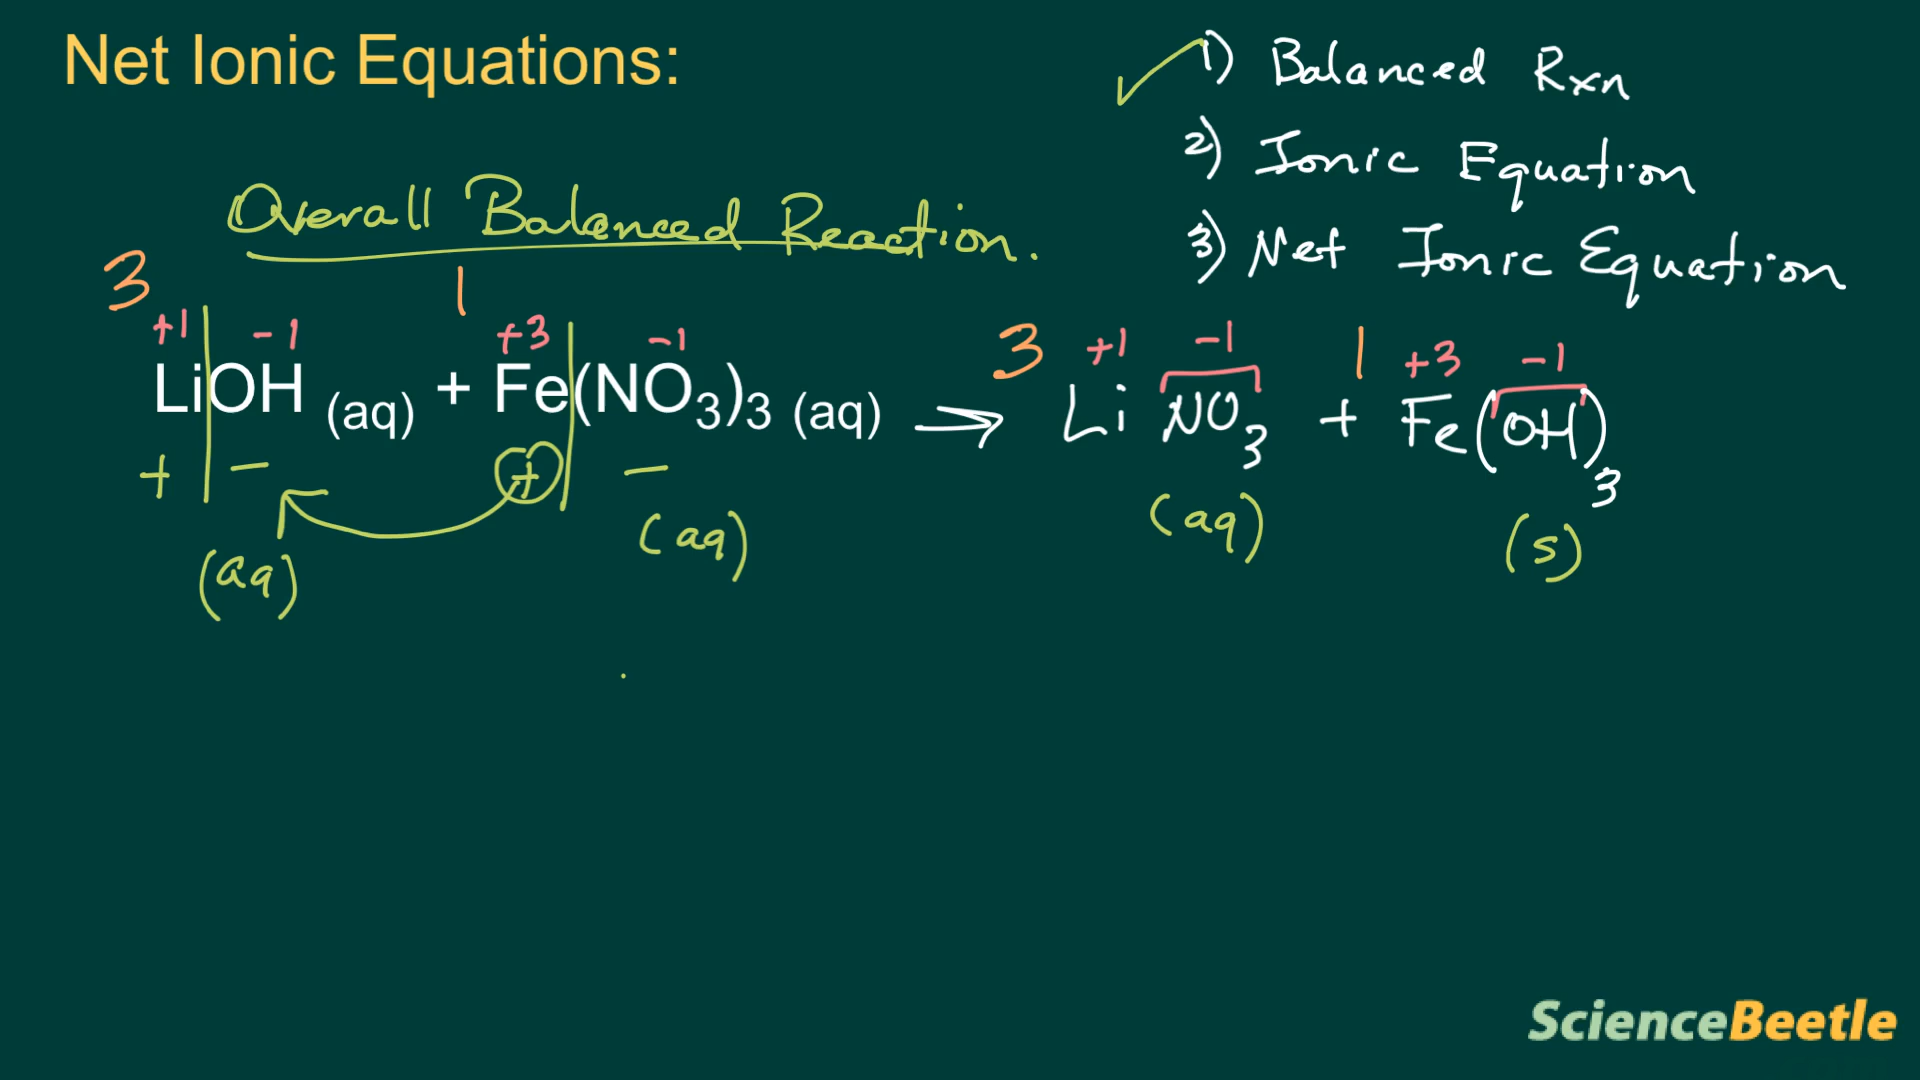 Net Ionic Equations:
1) Balanced Rxn
2) Ionic Equation
3) Net Ionic Equation
Overall Balanced Reaction.
3 1 3 1
+1 -1 +3 -1 +1 -1 +3 -1
LiOH (aq) + Fe(NO₃)₃ (aq) → LiNO₃ + Fe(OH)₃
+ - + -
(aq) (aq) (aq) (s)
ScienceBeetle